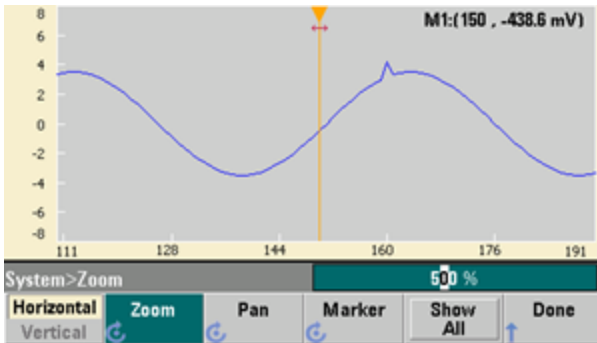 M1:(150 , -438.6 mV)
8
6
4
2
0
-2
-4
-6
-8
111 128 144 160 176 191
System>Zoom 500 %
Horizontal Zoom Pan Marker Show All Done
Vertical